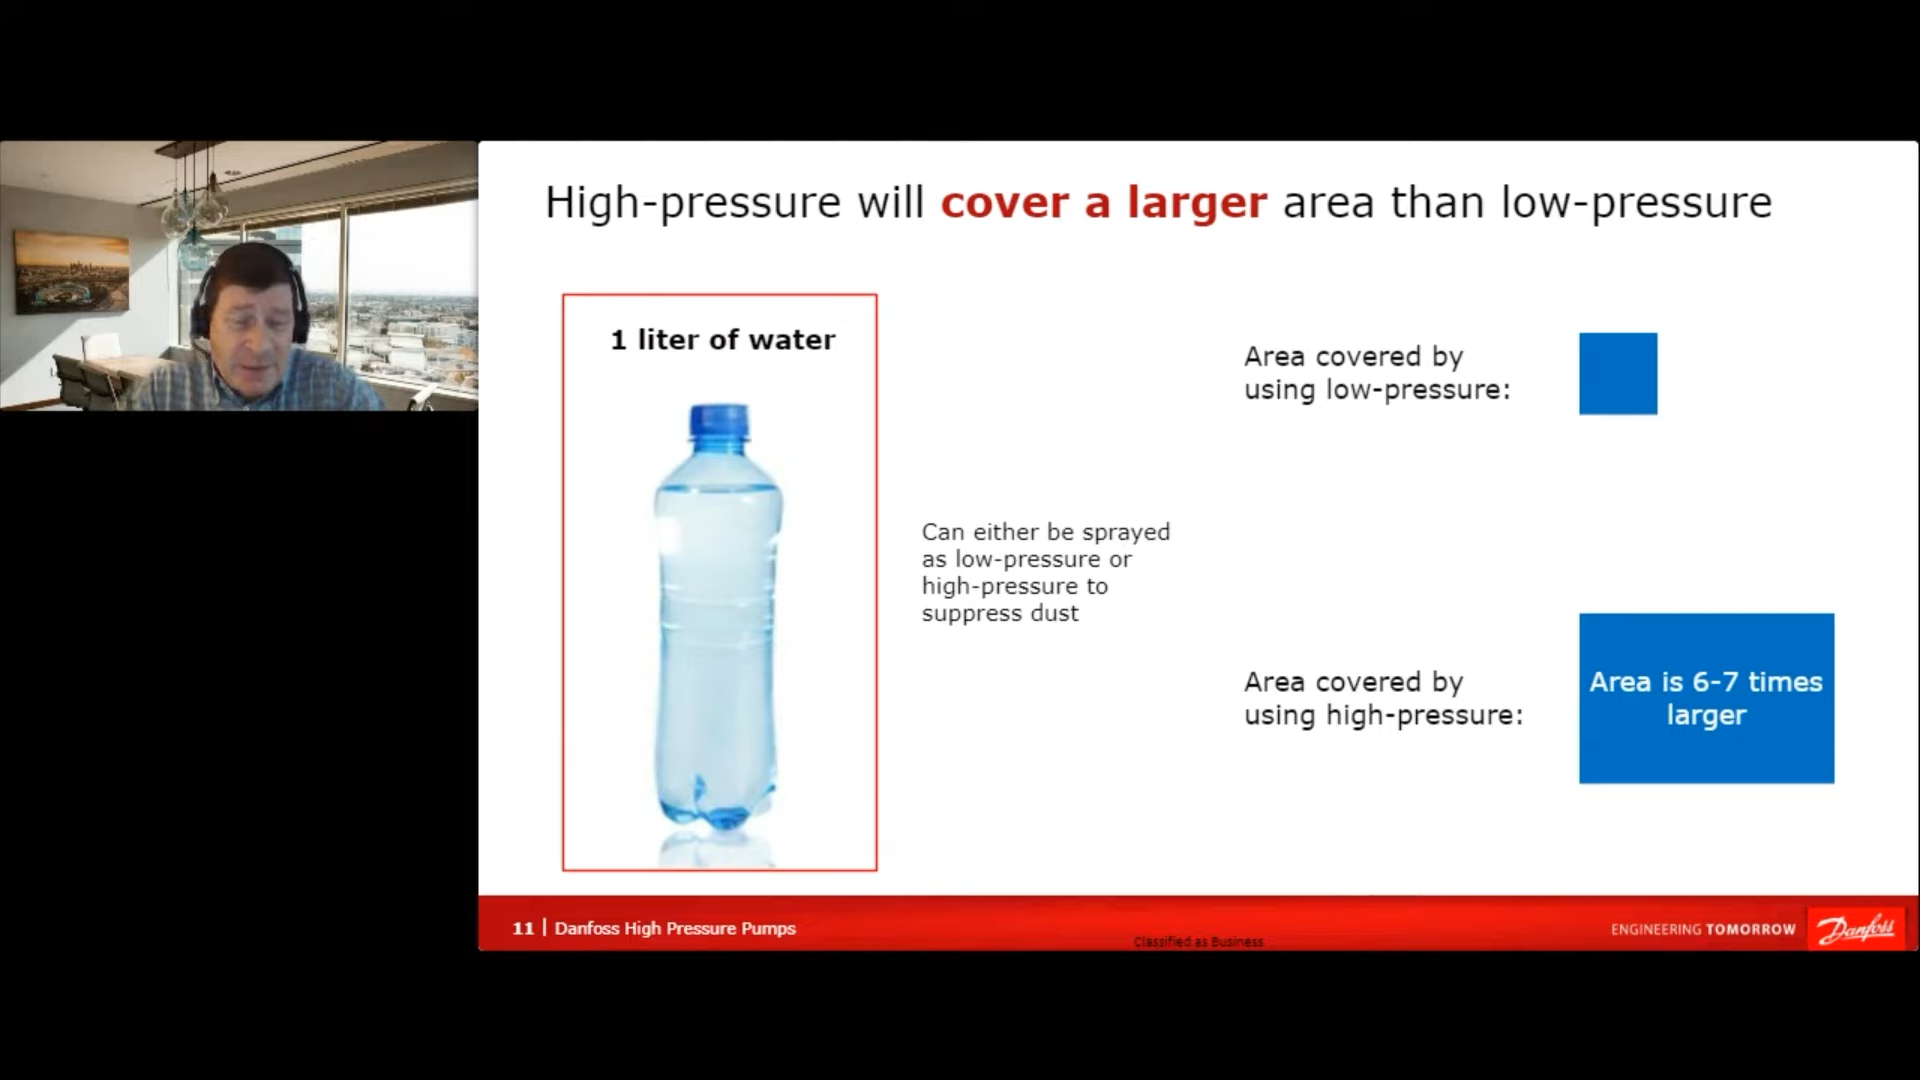 High-pressure will cover a larger area than low-pressure
1 liter of water
Can either be sprayed
as low-pressure or
high-pressure to
suppress dust
Area covered by
using low-pressure:
Area covered by
using high-pressure:
Area is 6-7 times
larger
11 | Danfoss High Pressure Pumps
Classified as Business
ENGINEERING TOMORROW
Danfoss